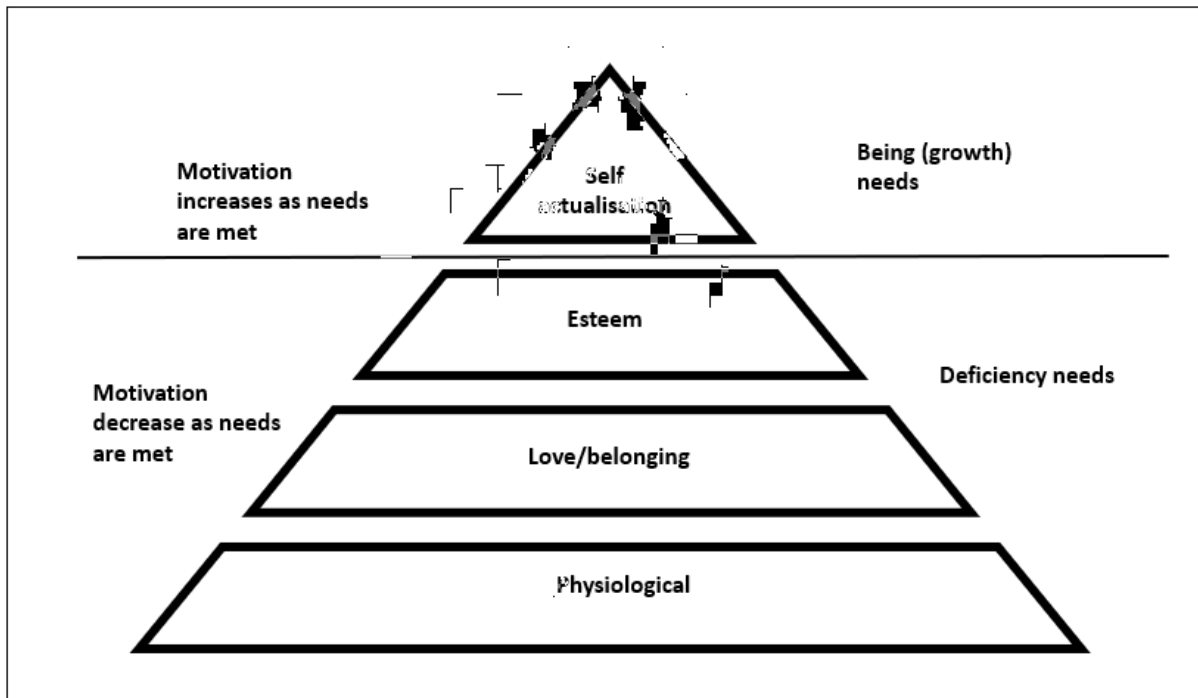 Motivation
increases as needs
are met
Self
actualisation
Being (growth)
needs
Esteem
Motivation
decrease as needs
are met
Deficiency needs
Love/belonging
Physiological